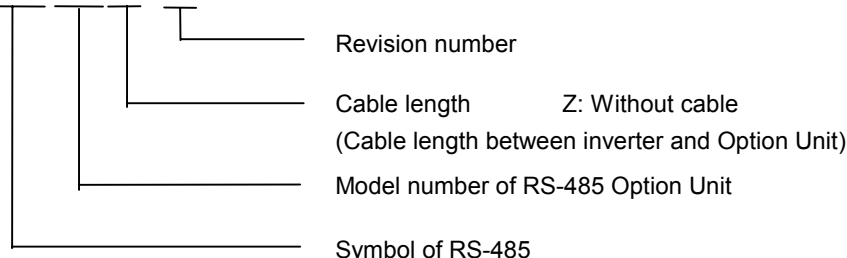 Revision number
Cable length Z: Without cable
(Cable length between inverter and Option Unit)
Model number of RS-485 Option Unit
Symbol of RS-485